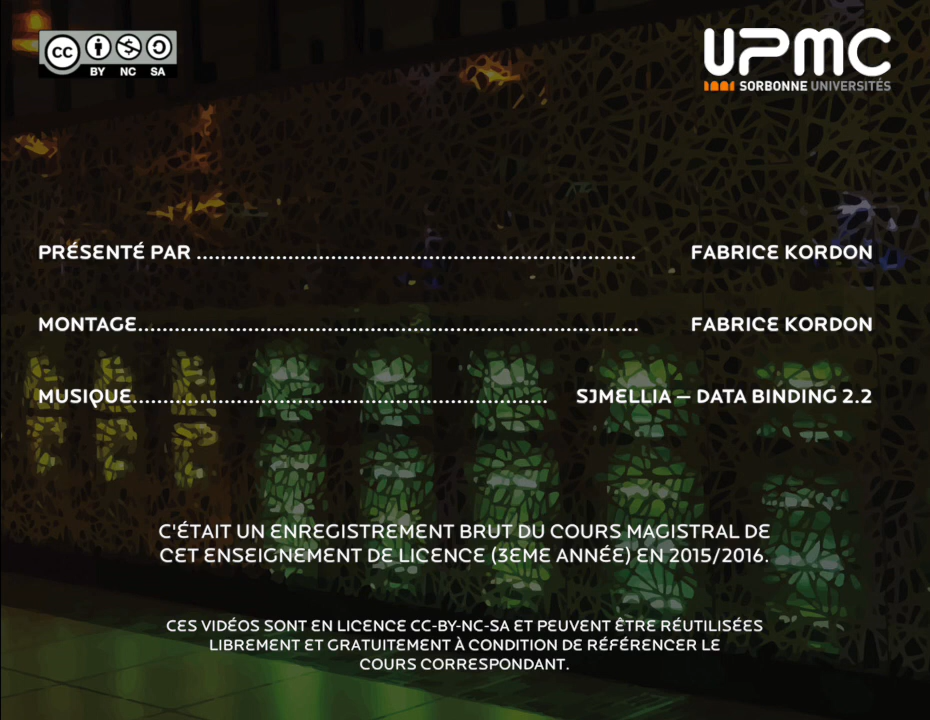 CC
BY NC SA
UPMC
SORBONNE UNIVERSITÉS
PRÉSENTÉ PAR ........................................................................ FABRICE KORDON
MONTAGE.................................................................................. FABRICE KORDON
MUSIQUE.................................................................... SJMELLIA – DATA BINDING 2.2
C'ÉTAIT UN ENREGISTREMENT BRUT DU COURS MAGISTRAL DE
CET ENSEIGNEMENT DE LICENCE (3EME ANNÉE) EN 2015/2016.
CES VIDÉOS SONT EN LICENCE CC-BY-NC-SA ET PEUVENT ÊTRE RÉUTILISÉES
LIBREMENT ET GRATUITEMENT À CONDITION DE RÉFÉRENCER LE
COURS CORRESPONDANT.